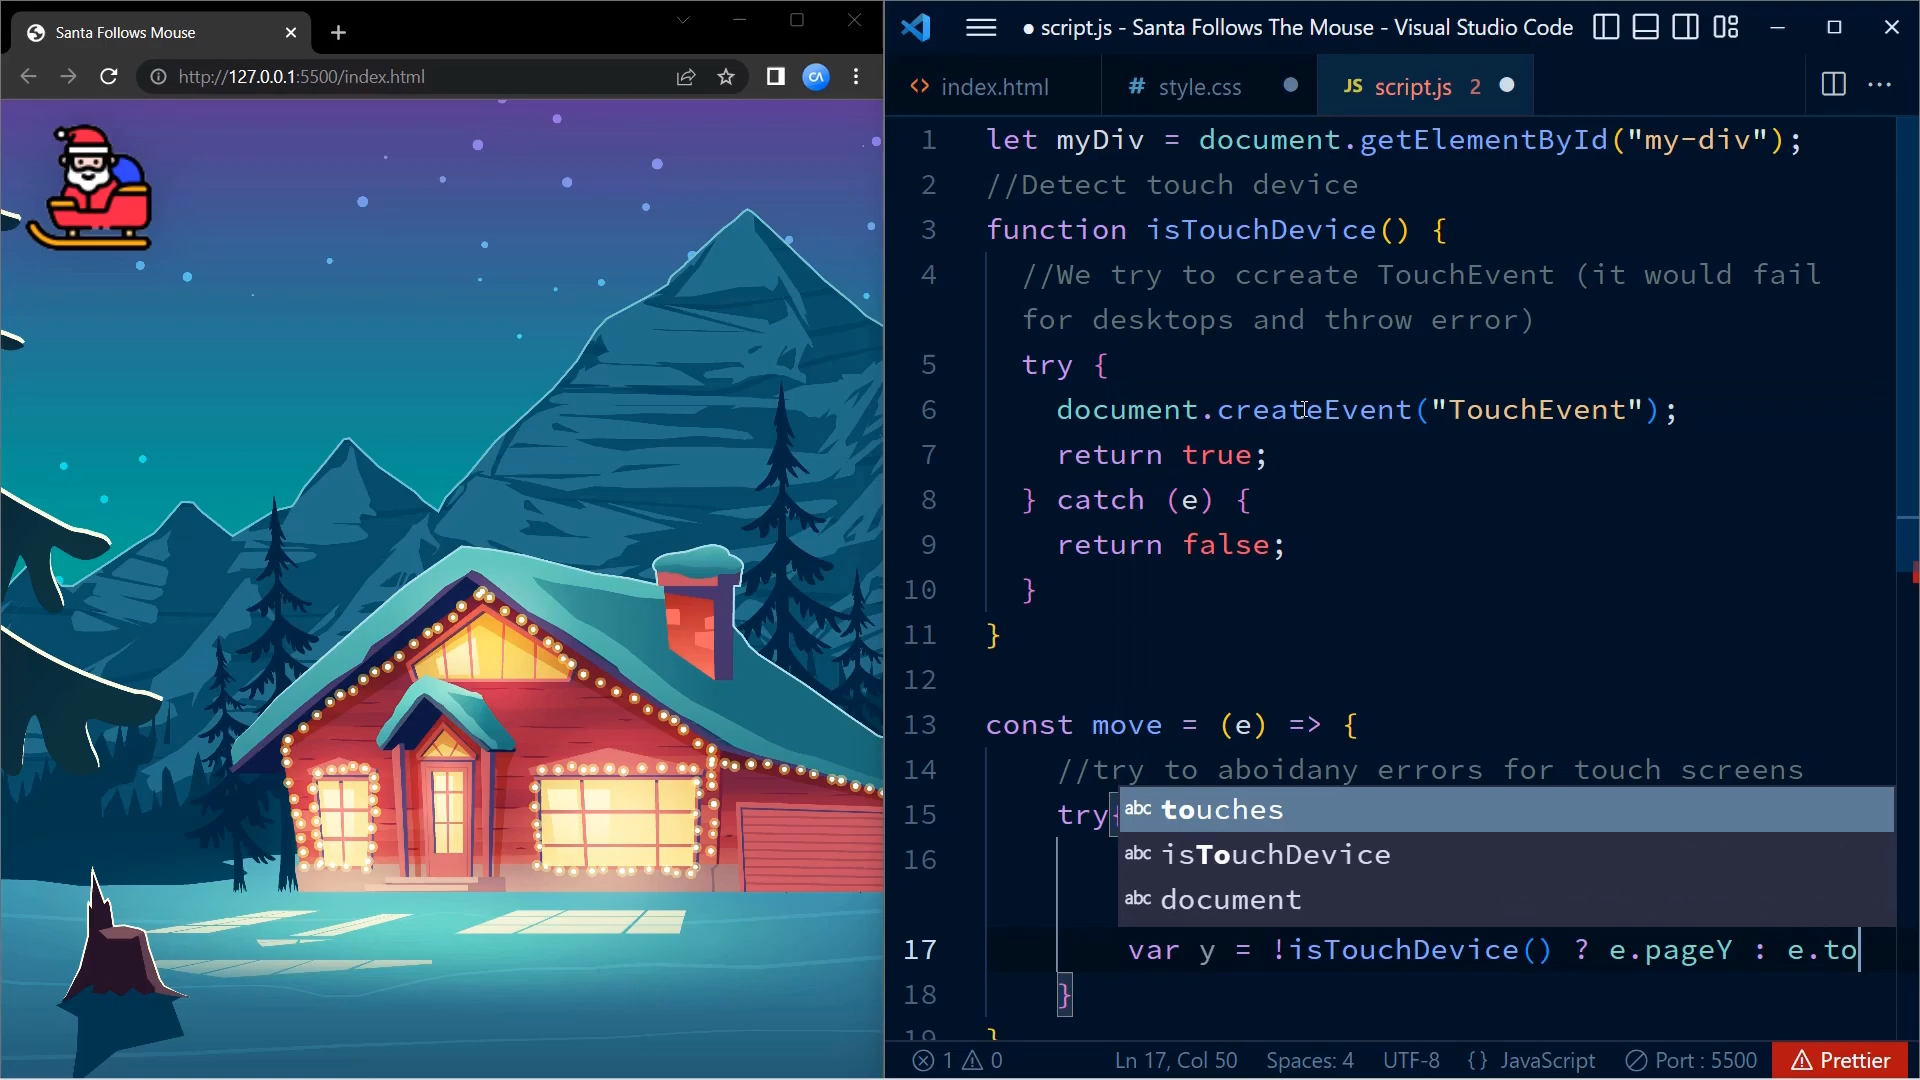 Santa Follows Mouse
http://127.0.0.1:5500/index.html
CA
● script.js - Santa Follows The Mouse - Visual Studio Code
<> index.html
# style.css
JS script.js 2
1 let myDiv = document.getElementById("my-div");
2 //Detect touch device
3 function isTouchDevice() {
4 //We try to ccreate TouchEvent (it would fail
for desktops and throw error)
5 try {
6 document.createEvent("TouchEvent");
7 return true;
8 } catch (e) {
9 return false;
10 }
11 }
12
13 const move = (e) => {
14 //try to aboidany errors for touch screens
15 try{
abc touches
16
abc isTouchDevice
abc document
17 var y = !isTouchDevice() ? e.pageY : e.to
18 }
19 }
1 0 Ln 17, Col 50 Spaces: 4 UTF-8 {} JavaScript Port : 5500 Prettier